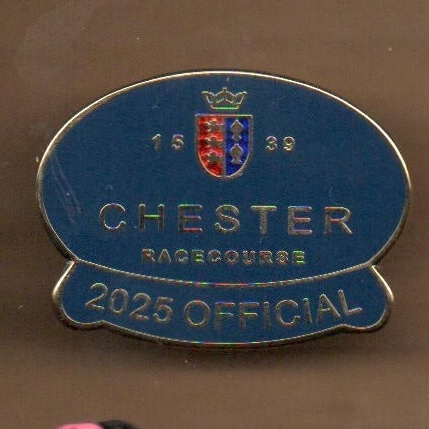 15 39
CHESTER
RACECOURSE
2025 OFFICIAL